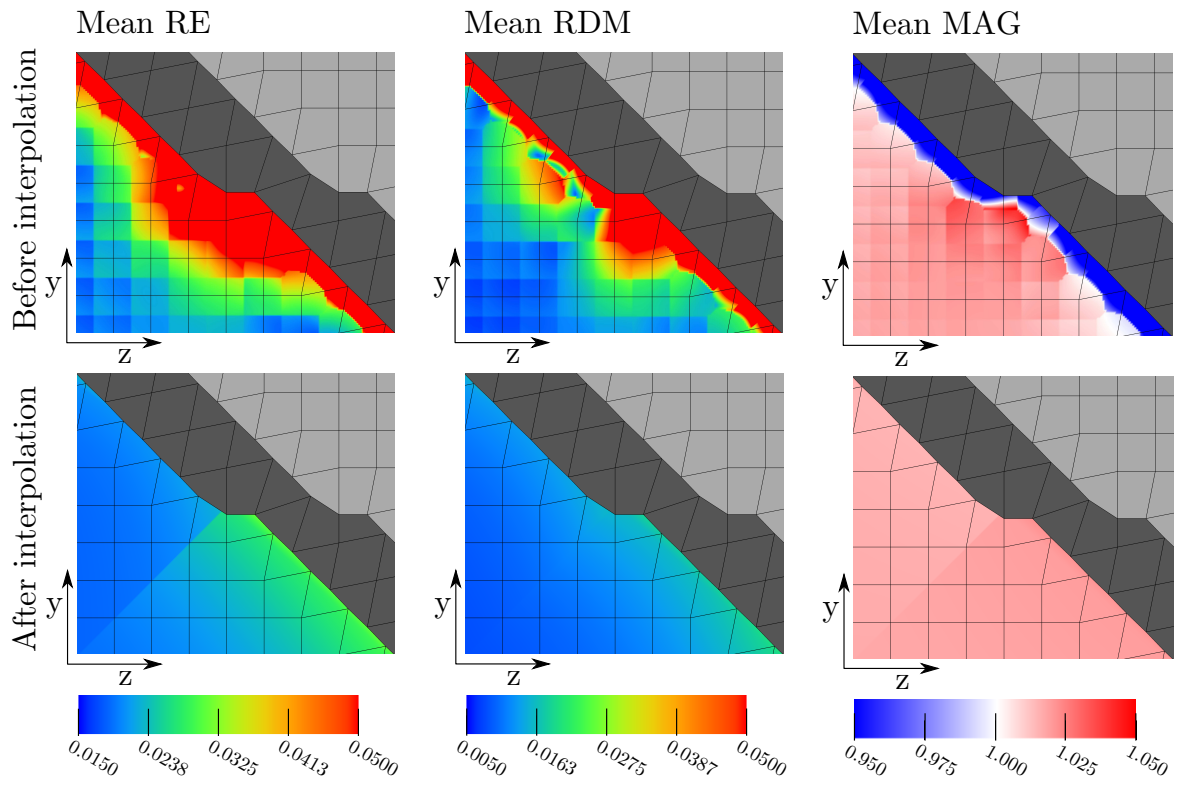 Mean RE
Mean RDM
Mean MAG
Before interpolation
y
z
y
z
y
z
After interpolation
y
z
y
z
y
z
0.0150
0.0238
0.0325
0.0413
0.0500
0.0050
0.0163
0.0275
0.0387
0.0500
0.950
0.975
1.000
1.025
1.050